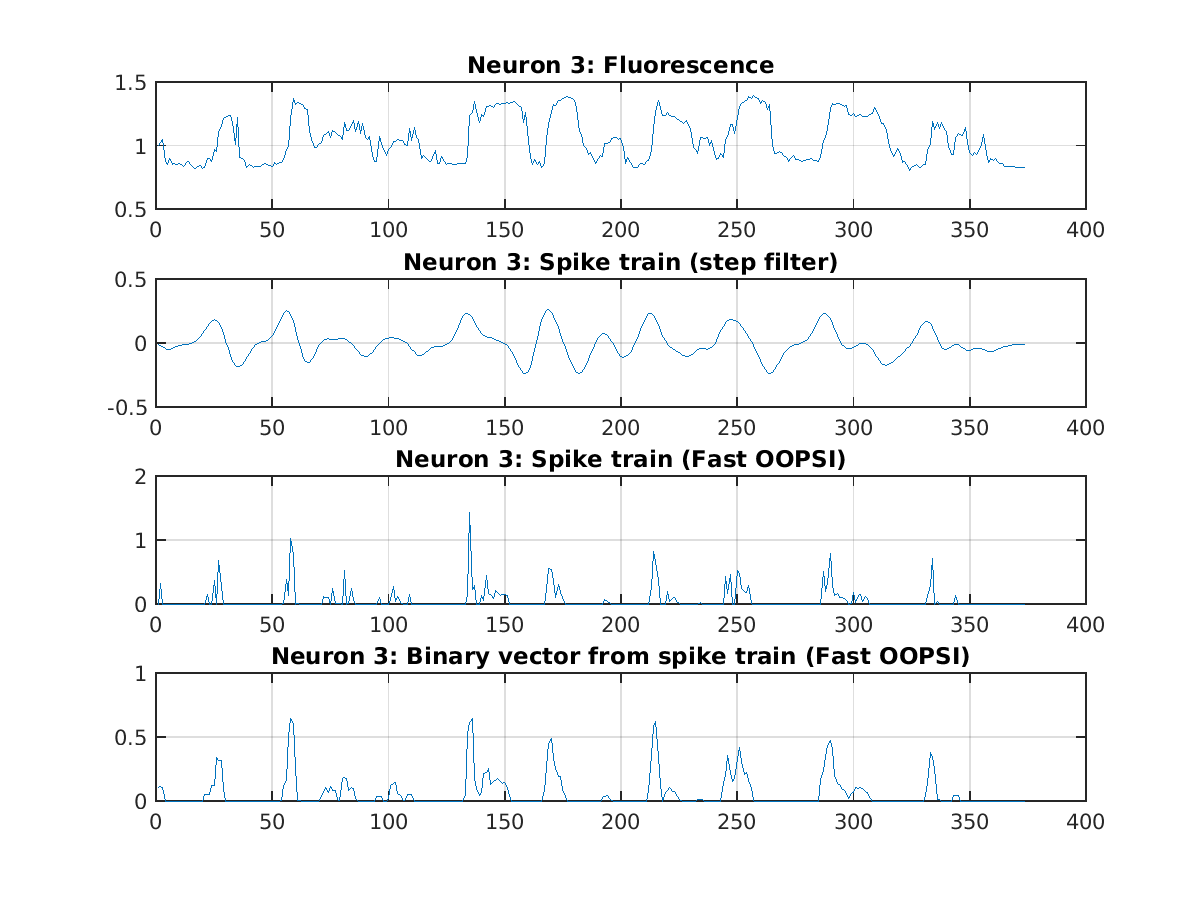 Neuron 3: Fluorescence
1.5
1
0.5
0 50 100 150 200 250 300 350 400
Neuron 3: Spike train (step filter)
0.5
0
-0.5
0 50 100 150 200 250 300 350 400
Neuron 3: Spike train (Fast OOPSI)
2
1
0
0 50 100 150 200 250 300 350 400
Neuron 3: Binary vector from spike train (Fast OOPSI)
1
0.5
0
0 50 100 150 200 250 300 350 400